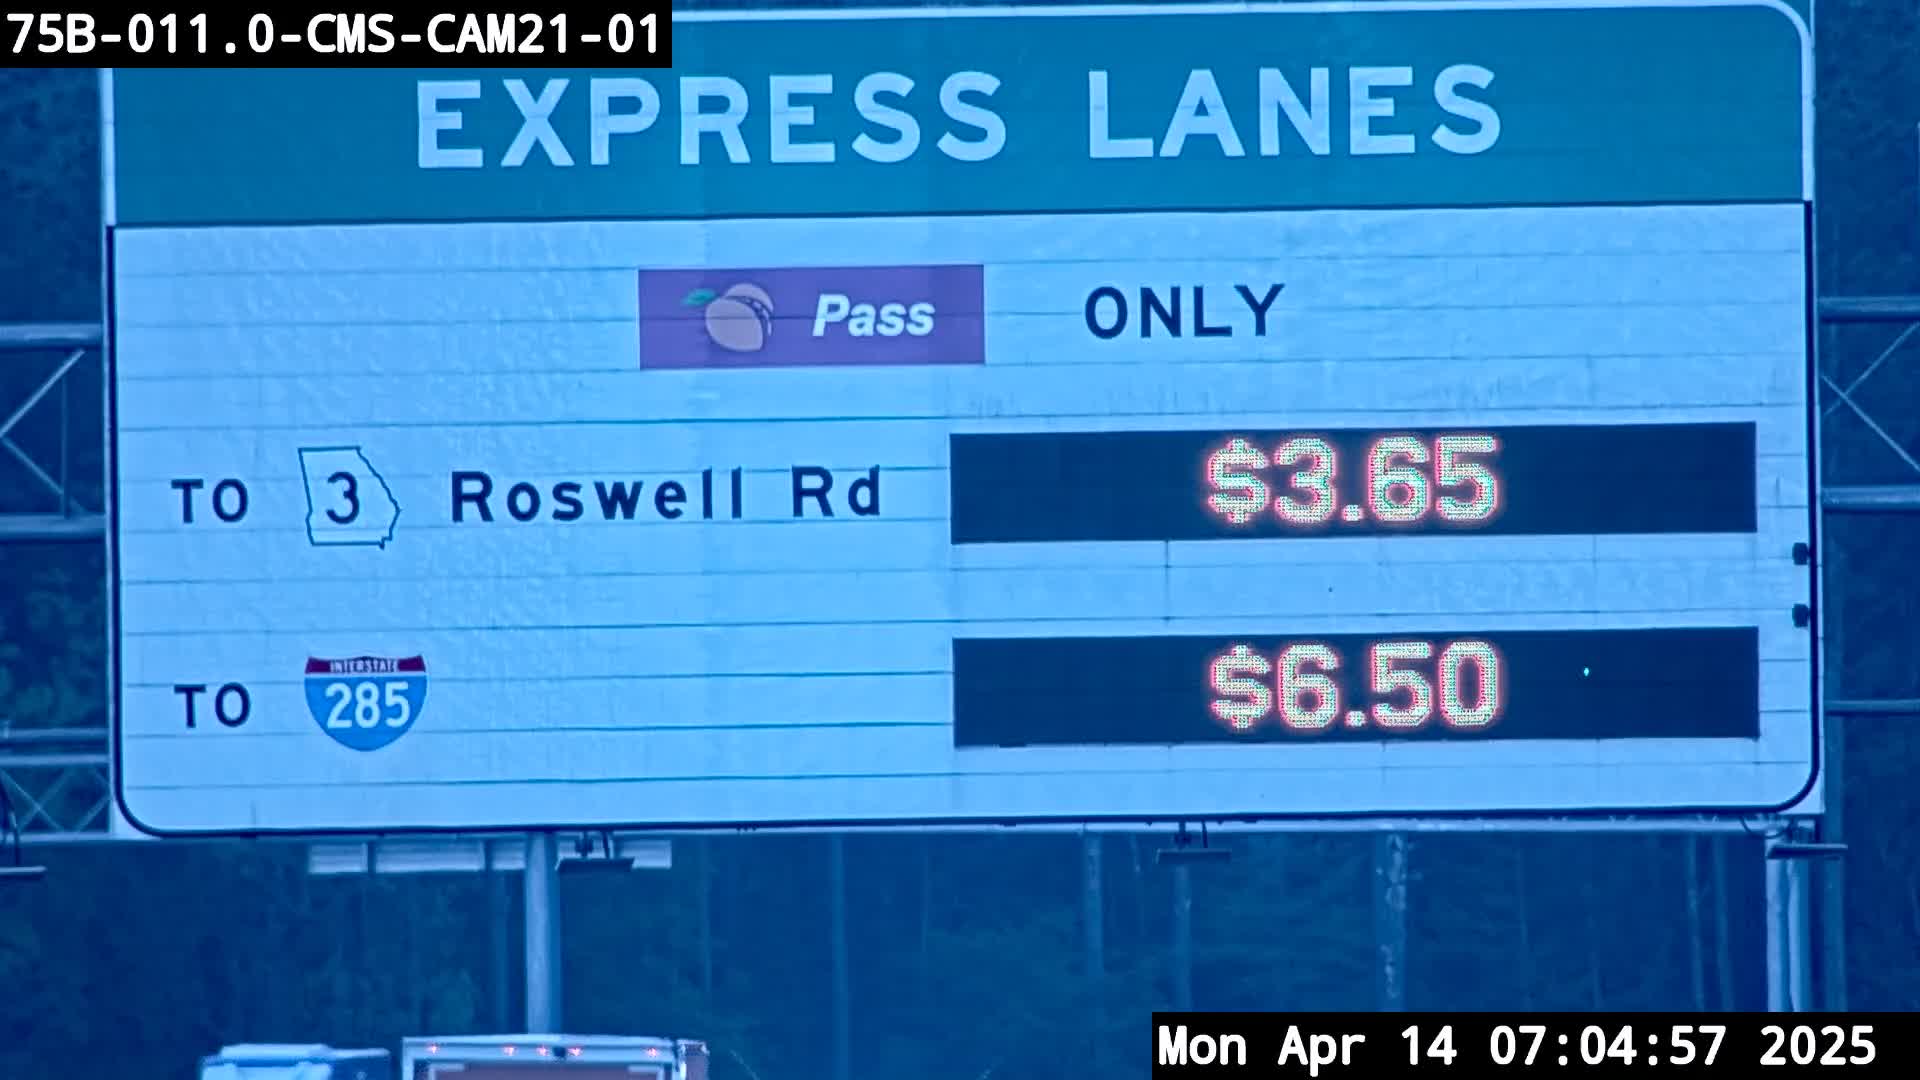 75B-011.0-CMS-CAM21-01
EXPRESS LANES
Pass ONLY
TO 3 Roswell Rd $3.65
INTERSTATE
TO 285 $6.50
Mon Apr 14 07:04:57 2025